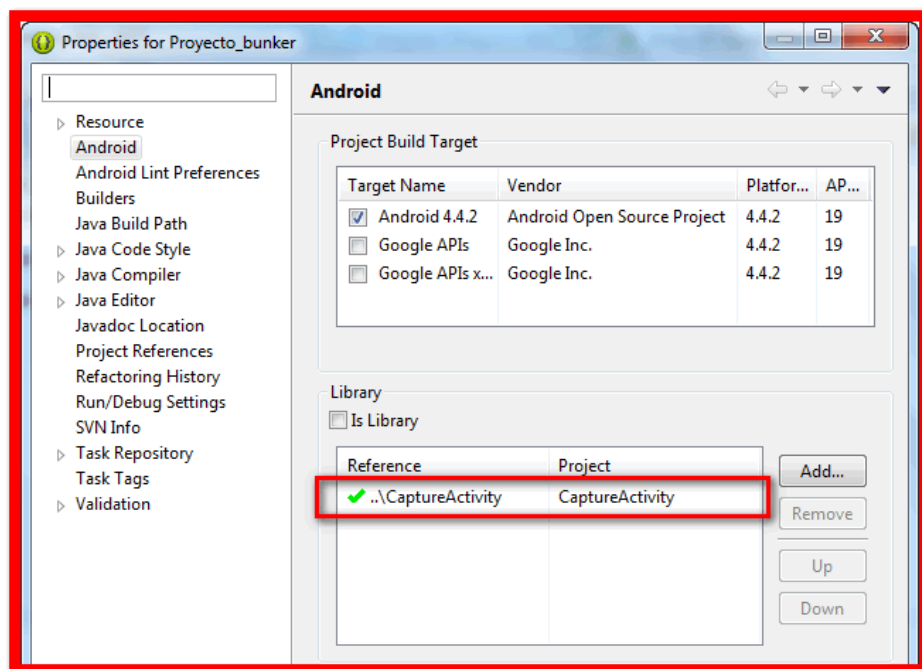 Properties for Proyecto_bunker
Android
Resource
Android
Android Lint Preferences
Builders
Java Build Path
Java Code Style
Java Compiler
Java Editor
Javadoc Location
Project References
Refactoring History
Run/Debug Settings
SVN Info
Task Repository
Task Tags
Validation
Project Build Target
Target Name Vendor Platfor... AP...
Android 4.4.2 Android Open Source Project 4.4.2 19
Google APIs Google Inc. 4.4.2 19
Google APIs x... Google Inc. 4.4.2 19
Library
Is Library
Reference Project
..\CaptureActivity CaptureActivity
Add...
Remove
Up
Down